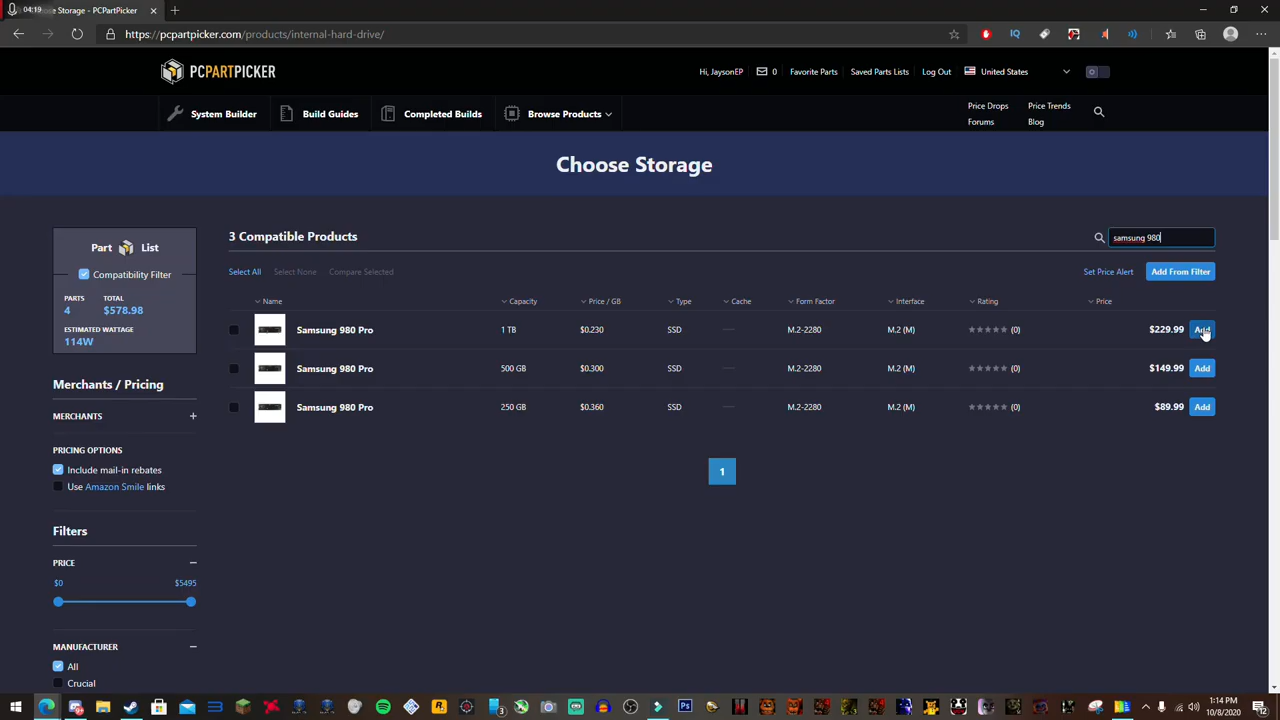 04:19
ose Storage - PCPartPicker
https://pcpartpicker.com/products/internal-hard-drive/
PCPARTPICKER
Hi, JaysonEP
0
Favorite Parts
Saved Parts Lists
Log Out
United States
System Builder
Build Guides
Completed Builds
Browse Products
Price Drops
Price Trends
Forums
Blog
Choose Storage
Part List
Compatibility Filter
PARTS
TOTAL
4
$578.98
ESTIMATED WATTAGE
114W
3 Compatible Products
samsung 980
Select All
Select None
Compare Selected
Set Price Alert
Add From Filter
Name
Capacity
Price / GB
Type
Cache
Form Factor
Interface
Rating
Price
Samsung 980 Pro
1 TB
$0.230
SSD
M.2-2280
M.2 (M)
(0)
$229.99
Add
Samsung 980 Pro
500 GB
$0.300
SSD
M.2-2280
M.2 (M)
(0)
$149.99
Add
Samsung 980 Pro
250 GB
$0.360
SSD
M.2-2280
M.2 (M)
(0)
$89.99
Add
1
Merchants / Pricing
MERCHANTS
PRICING OPTIONS
Include mail-in rebates
Use Amazon Smile links
Filters
PRICE
$0
$5495
MANUFACTURER
All
Crucial
1:14 PM
10/8/2020